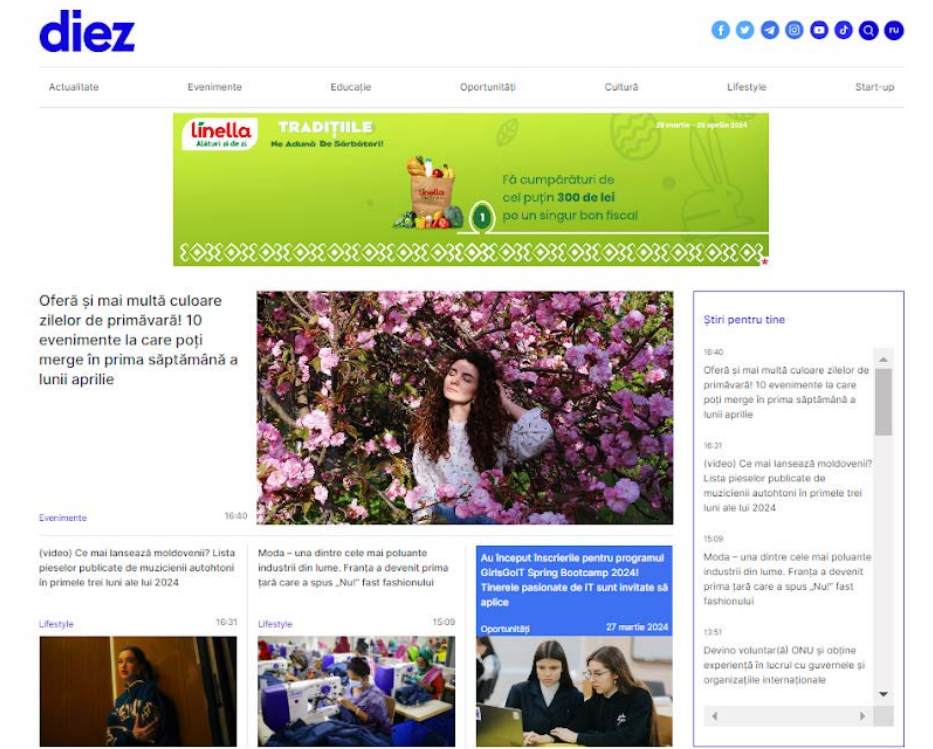 diez
ru
Actualitate
Evenimente
Educație
Oportunități
Cultură
Lifestyle
Start-up
linella
Alături zi de zi
TRADIȚIILE
Ne Adună De Sărbători!
28 martie – 28 aprilie 2024
linella
Fă cumpărături de
cel puțin 300 de lei
pe un singur bon fiscal
1
Oferă și mai multă culoare
zilelor de primăvară! 10
evenimente la care poți
merge în prima săptămână a
lunii aprilie
Evenimente
16:40
(video) Ce mai lansează moldovenii? Lista
pieselor publicate de muzicienii autohtoni
în primele trei luni ale lui 2024
Lifestyle
16:31
Moda – una dintre cele mai poluante
industrii din lume. Franța a devenit prima
țară care a spus „Nu!” fast fashionului
Lifestyle
15:09
Au început înscrierile pentru programul
GirlsGoIT Spring Bootcamp 2024!
Tinerele pasionate de IT sunt invitate să
aplice
Oportunități
27 martie 2024
Știri pentru tine
16:40
Oferă și mai multă culoare zilelor de
primăvară! 10 evenimente la care
poți merge în prima săptămână a
lunii aprilie
16:31
(video) Ce mai lansează moldovenii?
Lista pieselor publicate de
muzicienii autohtoni în primele trei
luni ale lui 2024
15:09
Moda – una dintre cele mai poluante
industrii din lume. Franța a devenit
prima țară care a spus „Nu!” fast
fashionului
13:51
Devino voluntar(ă) ONU și obține
experiență în lucrul cu guvernele și
organizațiile internaționale